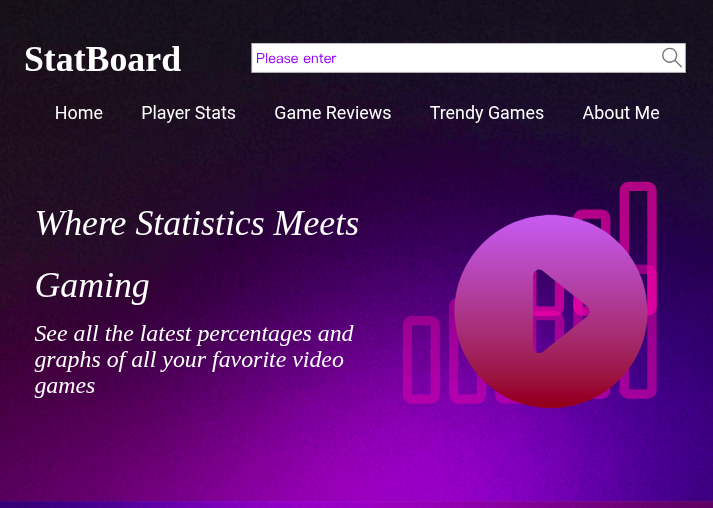 StatBoard
Please enter
Home Player Stats Game Reviews Trendy Games About Me
Where Statistics Meets
Gaming
See all the latest percentages and
graphs of all your favorite video
games